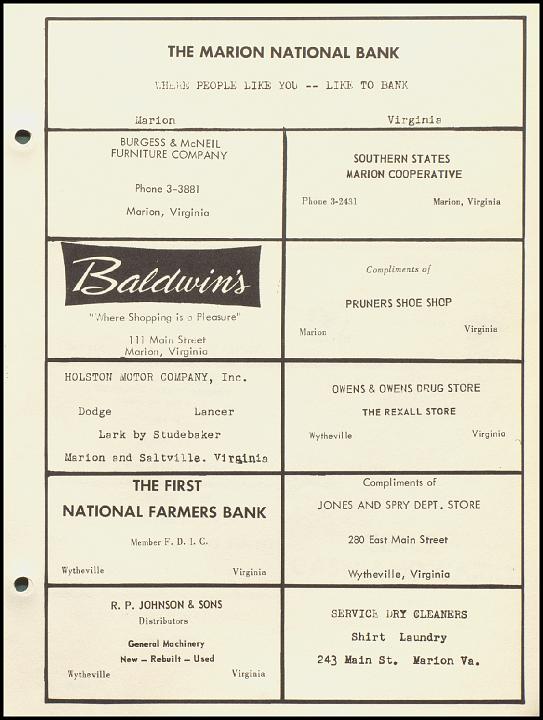 THE MARION NATIONAL BANK
WHERE PEOPLE LIKE YOU -- LIKE TO BANK
Marion Virginia
BURGESS & McNEIL
FURNITURE COMPANY
Phone 3-3881
Marion, Virginia
SOUTHERN STATES
MARION COOPERATIVE
Phone 3-2481 Marion, Virginia
Baldwin's
"Where Shopping is a Pleasure"
111 Main Street
Marion, Virginia
Compliments of
PRUNERS SHOE SHOP
Marion Virginia
HOLSTON MOTOR COMPANY, Inc.
Dodge Lancer
Lark by Studebaker
Marion and Saltville. Virginia
OWENS & OWENS DRUG STORE
THE REXALL STORE
Wytheville Virginia
THE FIRST
NATIONAL FARMERS BANK
Member F. D. I. C.
Wytheville Virginia
Compliments of
JONES AND SPRY DEPT. STORE
280 East Main Street
Wytheville, Virginia
R. P. JOHNSON & SONS
Distributors
General Machinery
New - Rebuilt - Used
Wytheville Virginia
SERVICE DRY CLEANERS
Shirt Laundry
243 Main St. Marion Va.